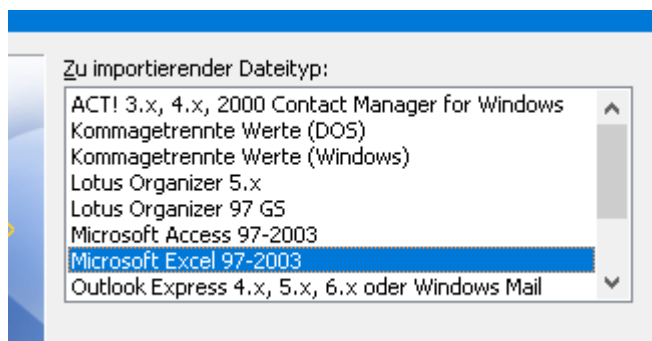 Zu importierender Dateityp:
ACT! 3.x, 4.x, 2000 Contact Manager for Windows
Kommagetrennte Werte (DOS)
Kommagetrennte Werte (Windows)
Lotus Organizer 5.x
Lotus Organizer 97 GS
Microsoft Access 97-2003
Microsoft Excel 97-2003
Outlook Express 4.x, 5.x, 6.x oder Windows Mail